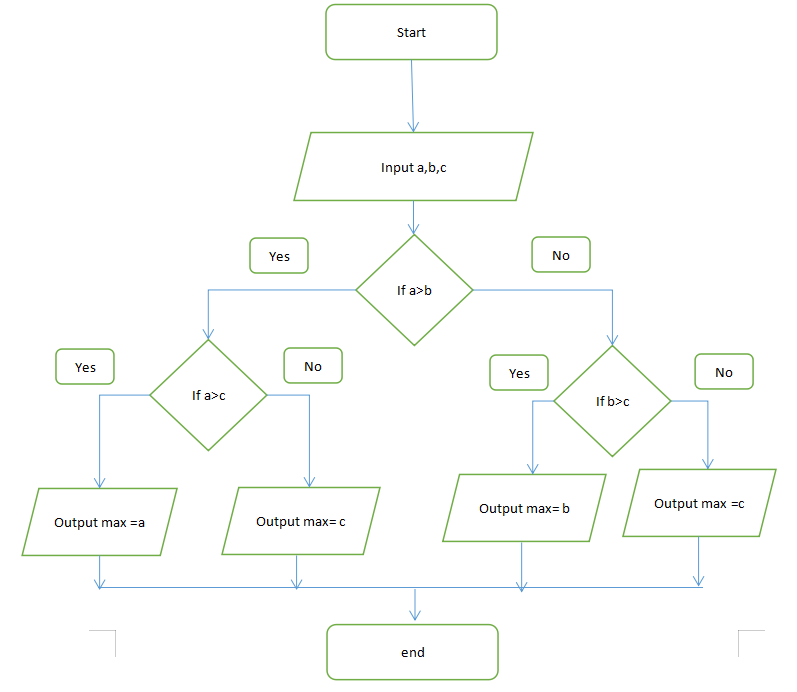 Start
Input a,b,c
Yes
No
If a>b
Yes
No
Yes
No
If a>c
If b>c
Output max =a
Output max= c
Output max= b
Output max =c
end